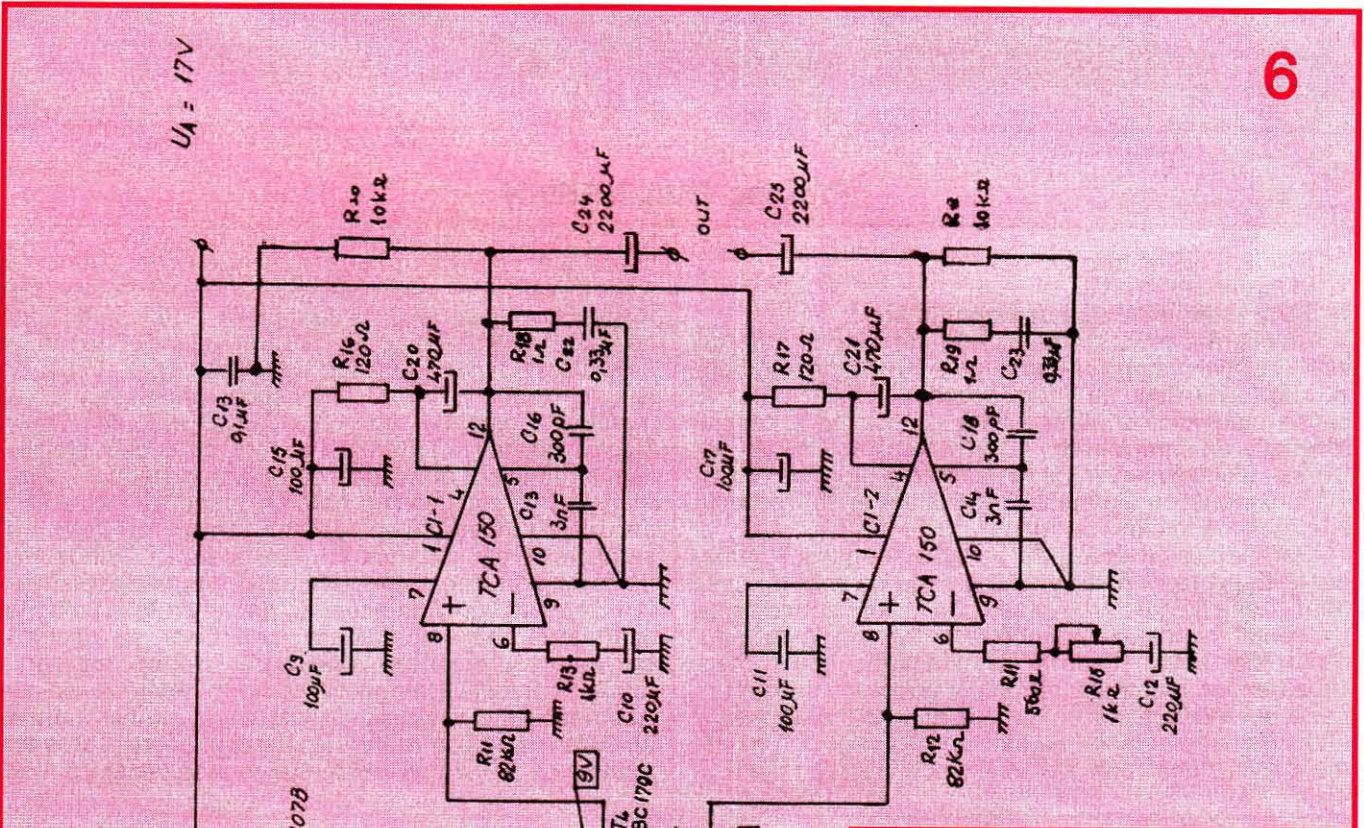 6
UA = 17V
R20
10kΩ
C24
2200µF
OUT
C25
2200µF
10kΩ
C13
0,1µF
R16
120Ω
C20
470µF
R18
1Ω
C22
0,33µF
R17
120Ω
C21
470µF
R19
1Ω
C23
0,33µF
C15
100µF
C1-1
1
4
12
5
C16
300pF
C13
3nF
C17
100µF
C1-2
1
4
12
5
C18
300pF
C14
3nF
7
+
TCA 150
-
10
9
8
6
C9
100µF
R13
1kΩ
C10
220µF
7
+
TCA 150
-
10
9
8
6
C11
100µF
R11
560Ω
R15
1kΩ
C12
220µF
R11
82kΩ
R12
82kΩ
107B
9V
T4
BC179C